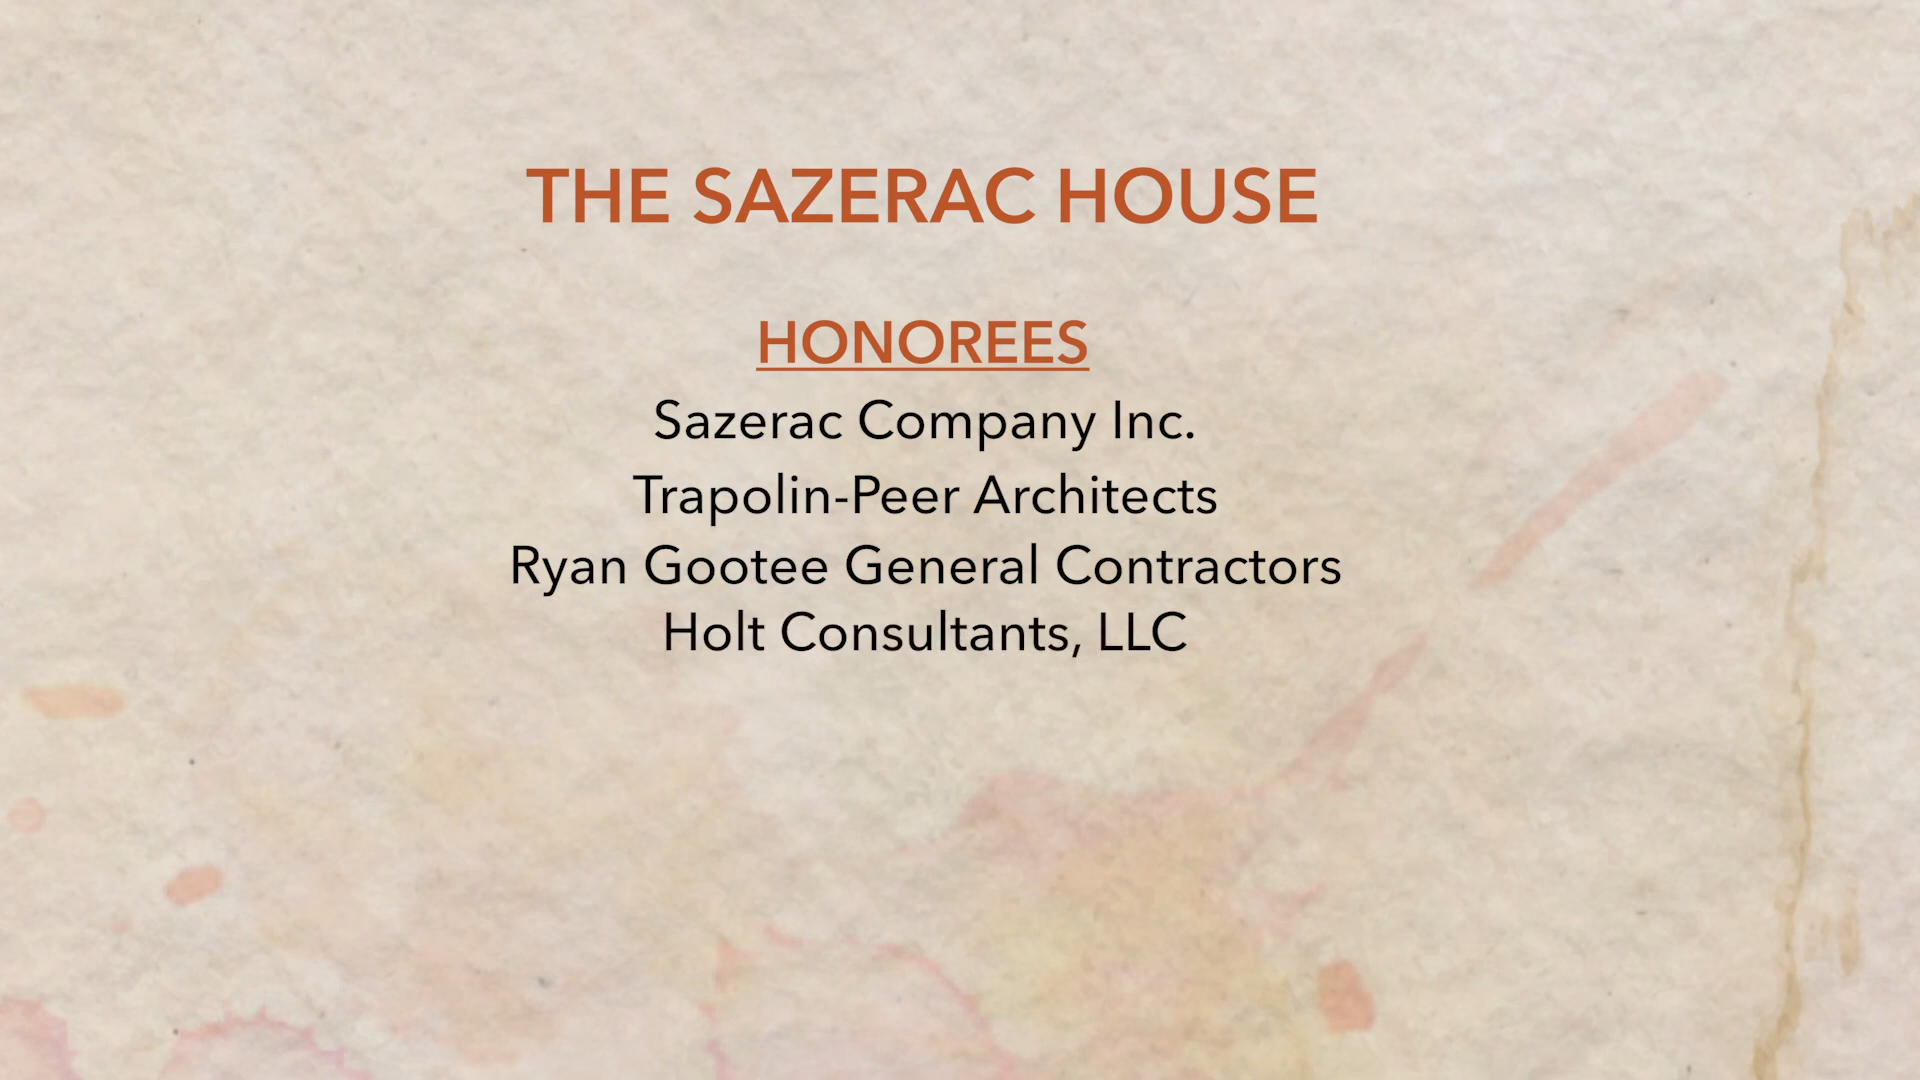 THE SAZERAC HOUSE
HONOREES
Sazerac Company Inc.
Trapolin-Peer Architects
Ryan Gootee General Contractors
Holt Consultants, LLC